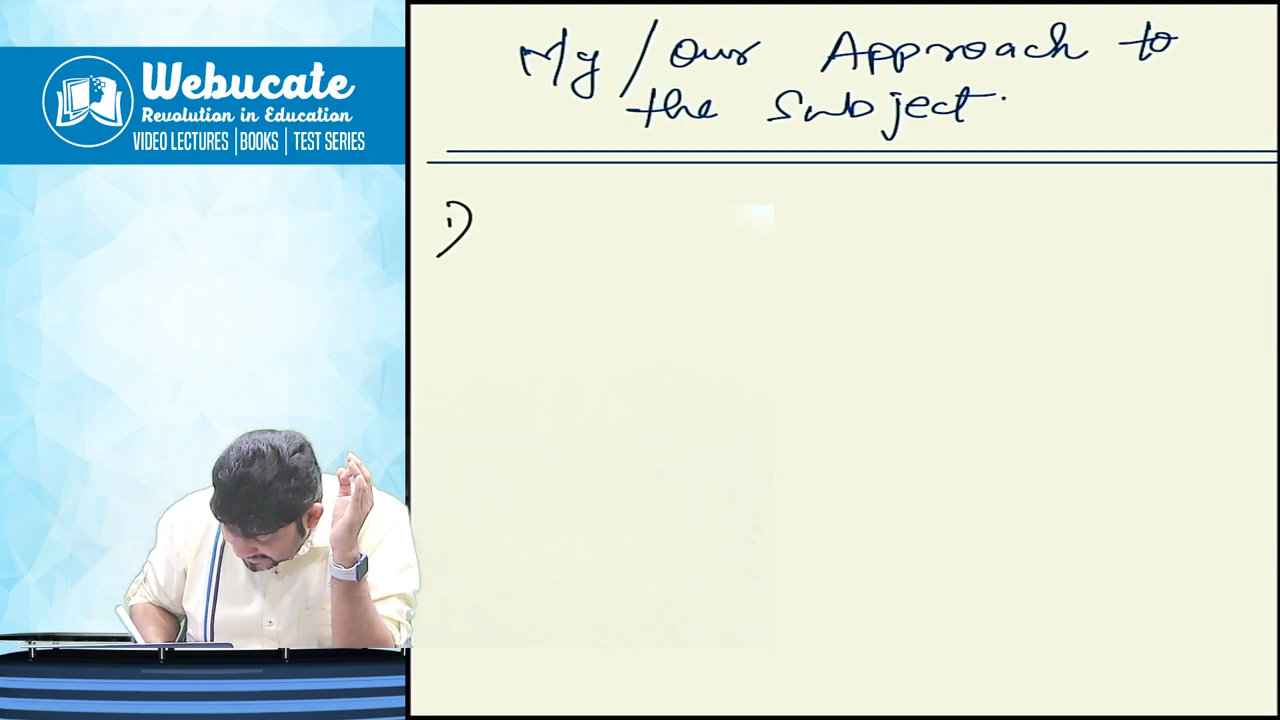 Webucate
Revolution in Education
VIDEO LECTURES | BOOKS | TEST SERIES
My / Our Approach to
the Subject.
i)